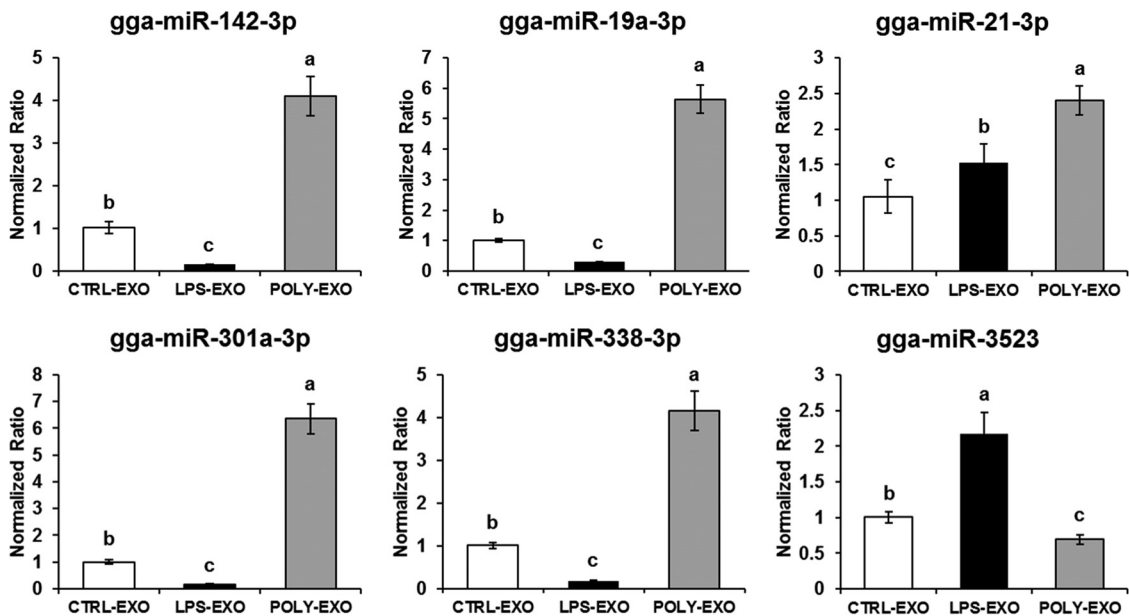 gga-miR-142-3p
Normalized Ratio
5
4
3
2
1
0
b
c
a
CTRL-EXO LPS-EXO POLY-EXO
gga-miR-19a-3p
Normalized Ratio
7
6
5
4
3
2
1
0
b
c
a
CTRL-EXO LPS-EXO POLY-EXO
gga-miR-21-3p
Normalized Ratio
3
2.5
2
1.5
1
0.5
0
c
b
a
CTRL-EXO LPS-EXO POLY-EXO
gga-miR-301a-3p
Normalized Ratio
8
7
6
5
4
3
2
1
0
b
c
a
CTRL-EXO LPS-EXO POLY-EXO
gga-miR-338-3p
Normalized Ratio
5
4
3
2
1
0
b
c
a
CTRL-EXO LPS-EXO POLY-EXO
gga-miR-3523
Normalized Ratio
3
2.5
2
1.5
1
0.5
0
b
a
c
CTRL-EXO LPS-EXO POLY-EXO